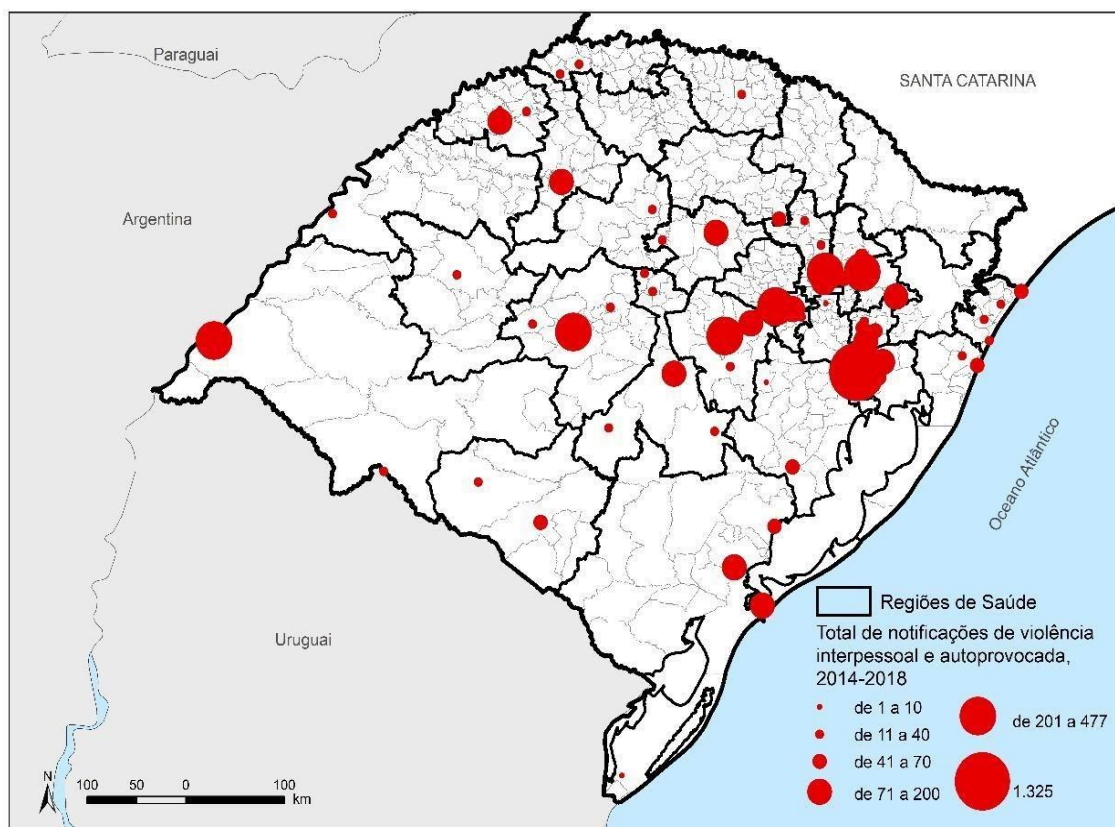 Paraguai
SANTA CATARINA
Argentina
Oceano Atlântico
Uruguai
Regiões de Saúde
Total de notificações de violência
interpessoal e autoprovocada,
2014-2018
de 1 a 10
de 11 a 40
de 41 a 70
de 71 a 200
de 201 a 477
1.325
N
100 50 0 100
km